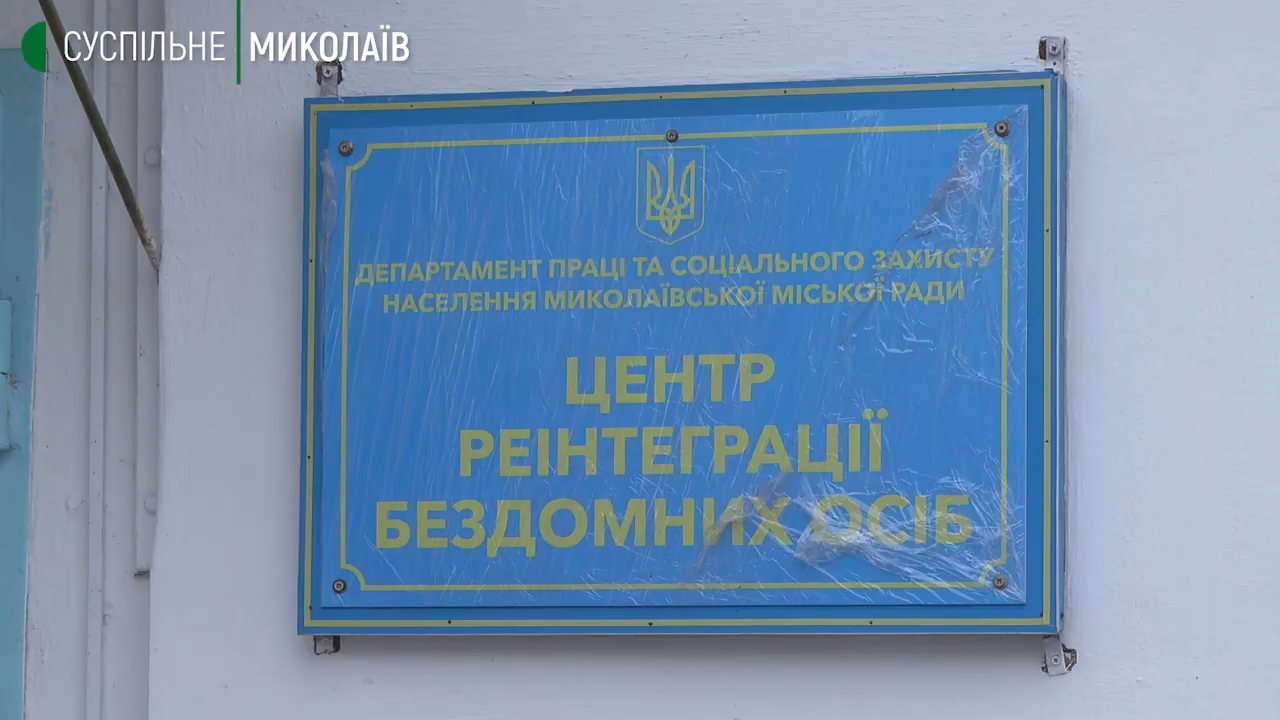 СУСПІЛЬНЕ МИКОЛАЇВ
ДЕПАРТАМЕНТ ПРАЦІ ТА СОЦІАЛЬНОГО ЗАХИСТУ
НАСЕЛЕННЯ МИКОЛАЇВСЬКОЇ МІСЬКОЇ РАДИ
ЦЕНТР
РЕІНТЕГРАЦІЇ
БЕЗДОМНИХ ОСІБ